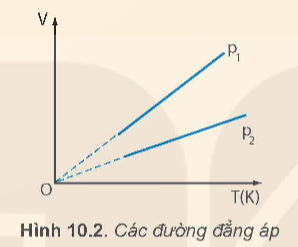 V
p₁
p₂
O
T(K)
Hình 10.2. Các đường đẳng áp